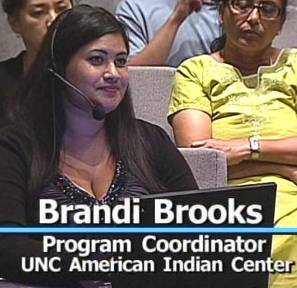 Brandi Brooks
Program Coordinator
UNC American Indian Center